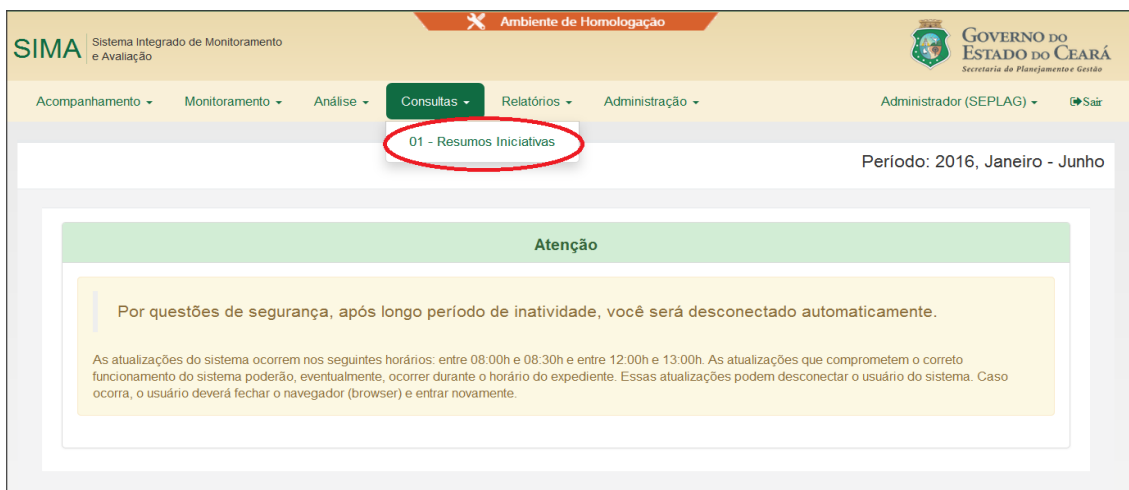 Ambiente de Homologação
SIMA
Sistema Integrado de Monitoramento
e Avaliação
GOVERNO DO
ESTADO DO CEARÁ
Secretaria do Planejamento e Gestão
Acompanhamento Monitoramento Análise Consultas Relatórios Administração Administrador (SEPLAG) Sair
01 - Resumos Iniciativas
Período: 2016, Janeiro - Junho
Atenção
Por questões de segurança, após longo período de inatividade, você será desconectado automaticamente.
As atualizações do sistema ocorrem nos seguintes horários: entre 08:00h e 08:30h e entre 12:00h e 13:00h. As atualizações que comprometem o correto
funcionamento do sistema poderão, eventualmente, ocorrer durante o horário do expediente. Essas atualizações podem desconectar o usuário do sistema. Caso
ocorra, o usuário deverá fechar o navegador (browser) e entrar novamente.